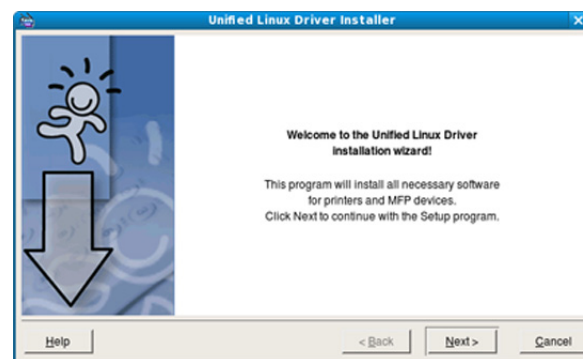 Unified Linux Driver Installer
Welcome to the Unified Linux Driver
installation wizard!
This program will install all necessary software
for printers and MFP devices.
Click Next to continue with the Setup program.
Help
< Back
Next >
Cancel